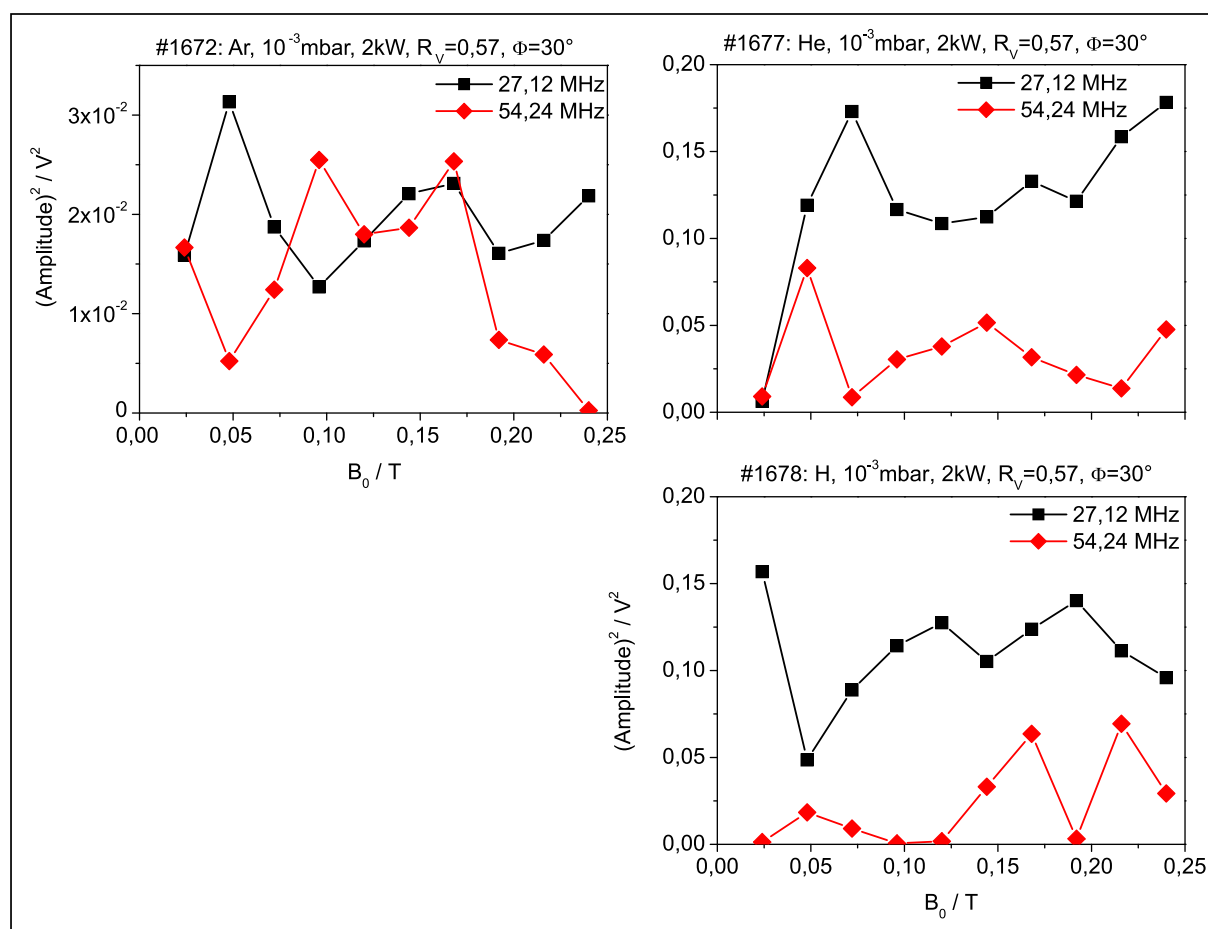 #1672: Ar, 10⁻³mbar, 2kW, R_V=0,57, Φ=30°
27,12 MHz
54,24 MHz
(Amplitude)² / V²
3x10⁻²
2x10⁻²
1x10⁻²
0
0,00 0,05 0,10 0,15 0,20 0,25
B₀ / T
#1677: He, 10⁻³mbar, 2kW, R_V=0,57, Φ=30°
27,12 MHz
54,24 MHz
0,20
0,15
0,10
0,05
0,00
#1678: H, 10⁻³mbar, 2kW, R_V=0,57, Φ=30°
27,12 MHz
54,24 MHz
(Amplitude)² / V²
0,20
0,15
0,10
0,05
0,00
0,00 0,05 0,10 0,15 0,20 0,25
B₀ / T